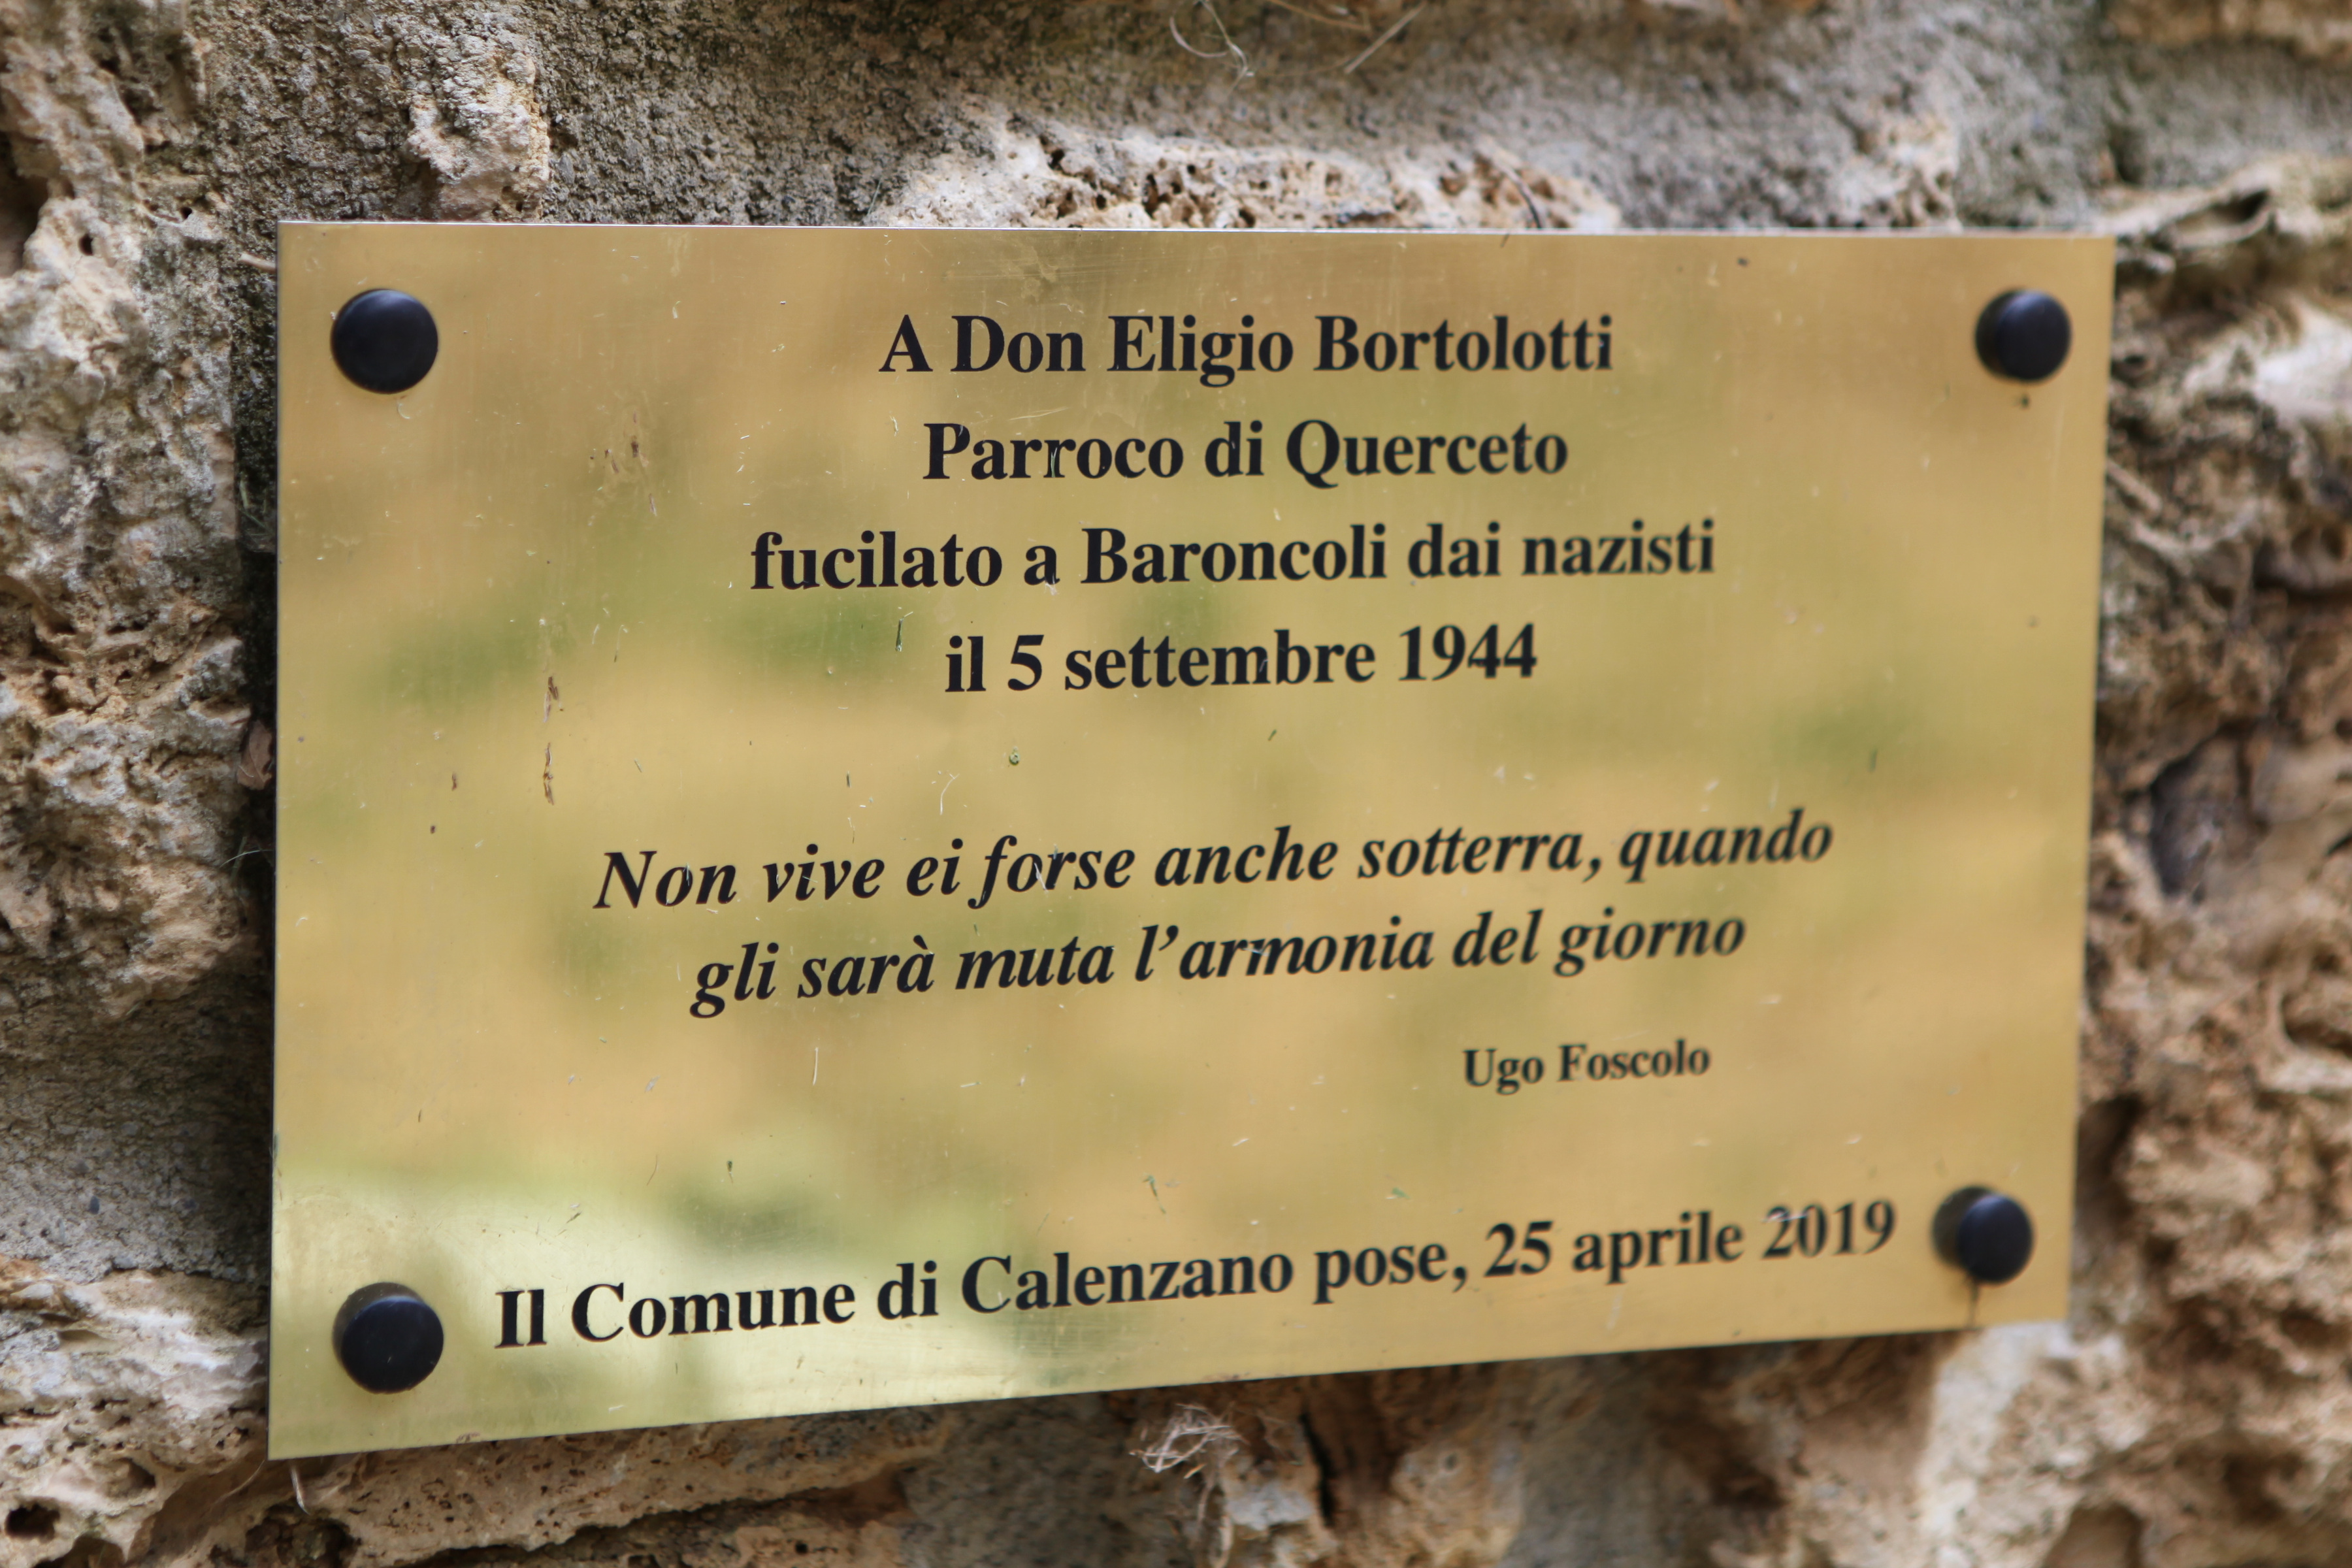 A Don Eligio Bortolotti
Parroco di Querceto
fucilato a Baroncoli dai nazisti
il 5 settembre 1944
Non vive ei forse anche sotterra, quando
gli sarà muta l’armonia del giorno
Ugo Foscolo
Il Comune di Calenzano pose, 25 aprile 2019